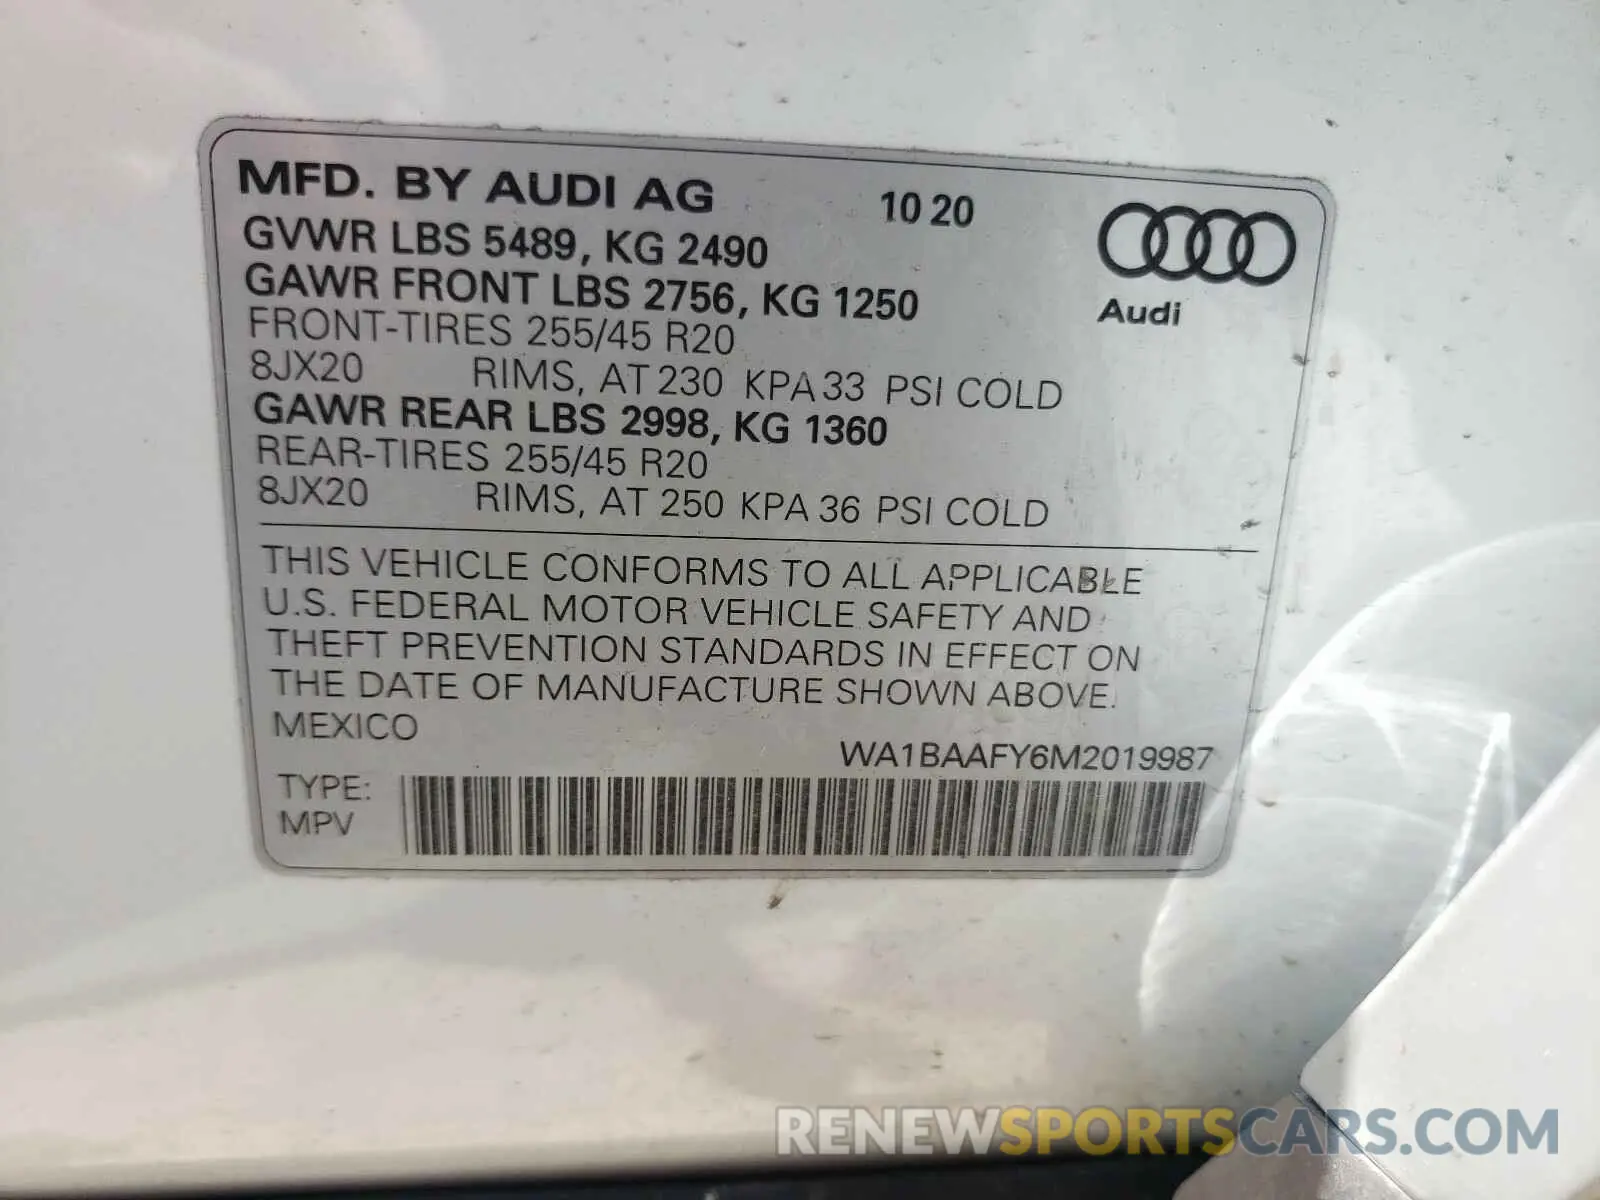 MFD. BY AUDI AG 10 20
GVWR LBS 5489, KG 2490
GAWR FRONT LBS 2756, KG 1250
Audi
FRONT-TIRES 255/45 R20
8JX20 RIMS, AT 230 KPA 33 PSI COLD
GAWR REAR LBS 2998, KG 1360
REAR-TIRES 255/45 R20
8JX20 RIMS, AT 250 KPA 36 PSI COLD
THIS VEHICLE CONFORMS TO ALL APPLICABLE
U.S. FEDERAL MOTOR VEHICLE SAFETY AND
THEFT PREVENTION STANDARDS IN EFFECT ON
THE DATE OF MANUFACTURE SHOWN ABOVE.
MEXICO
WA1BAAFY6M2019987
TYPE:
MPV
RENEWSPORTSCARS.COM